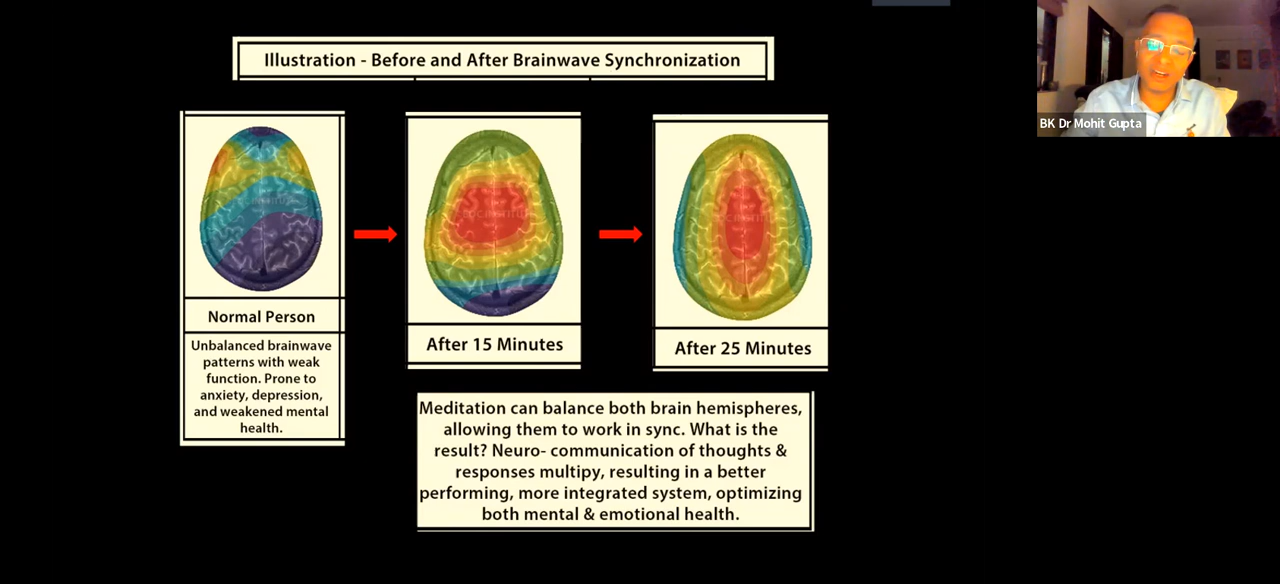 Illustration - Before and After Brainwave Synchronization
BK Dr Mohit Gupta
Normal Person
Unbalanced brainwave
patterns with weak
function. Prone to
anxiety, depression,
and weakened mental
health.
After 15 Minutes
After 25 Minutes
Meditation can balance both brain hemispheres,
allowing them to work in sync. What is the
result? Neuro- communication of thoughts &
responses multipy, resulting in a better
performing, more integrated system, optimizing
both mental & emotional health.